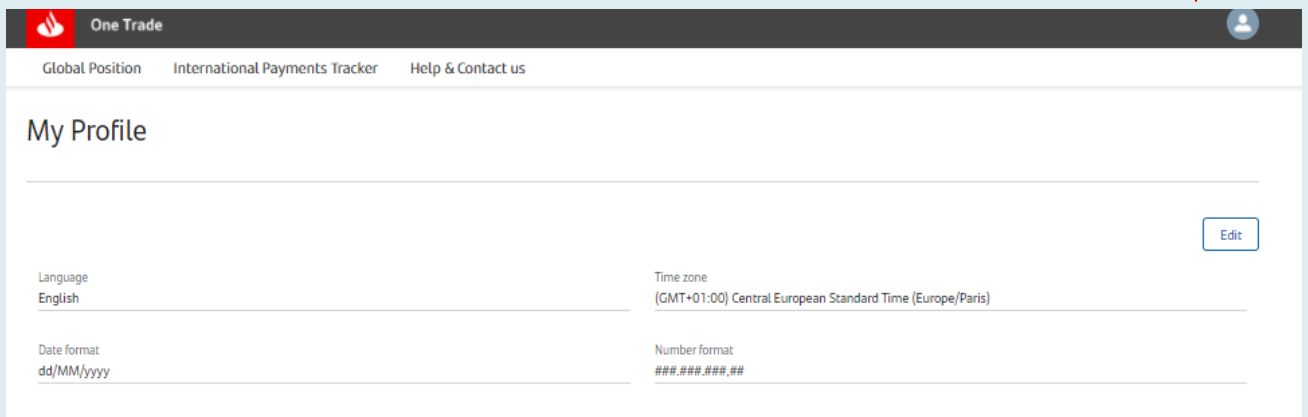 One Trade
Global Position International Payments Tracker Help & Contact us
My Profile
Edit
Language
English
Time zone
(GMT+01:00) Central European Standard Time (Europe/Paris)
Date format
dd/MM/yyyy
Number format
###.###.###,##